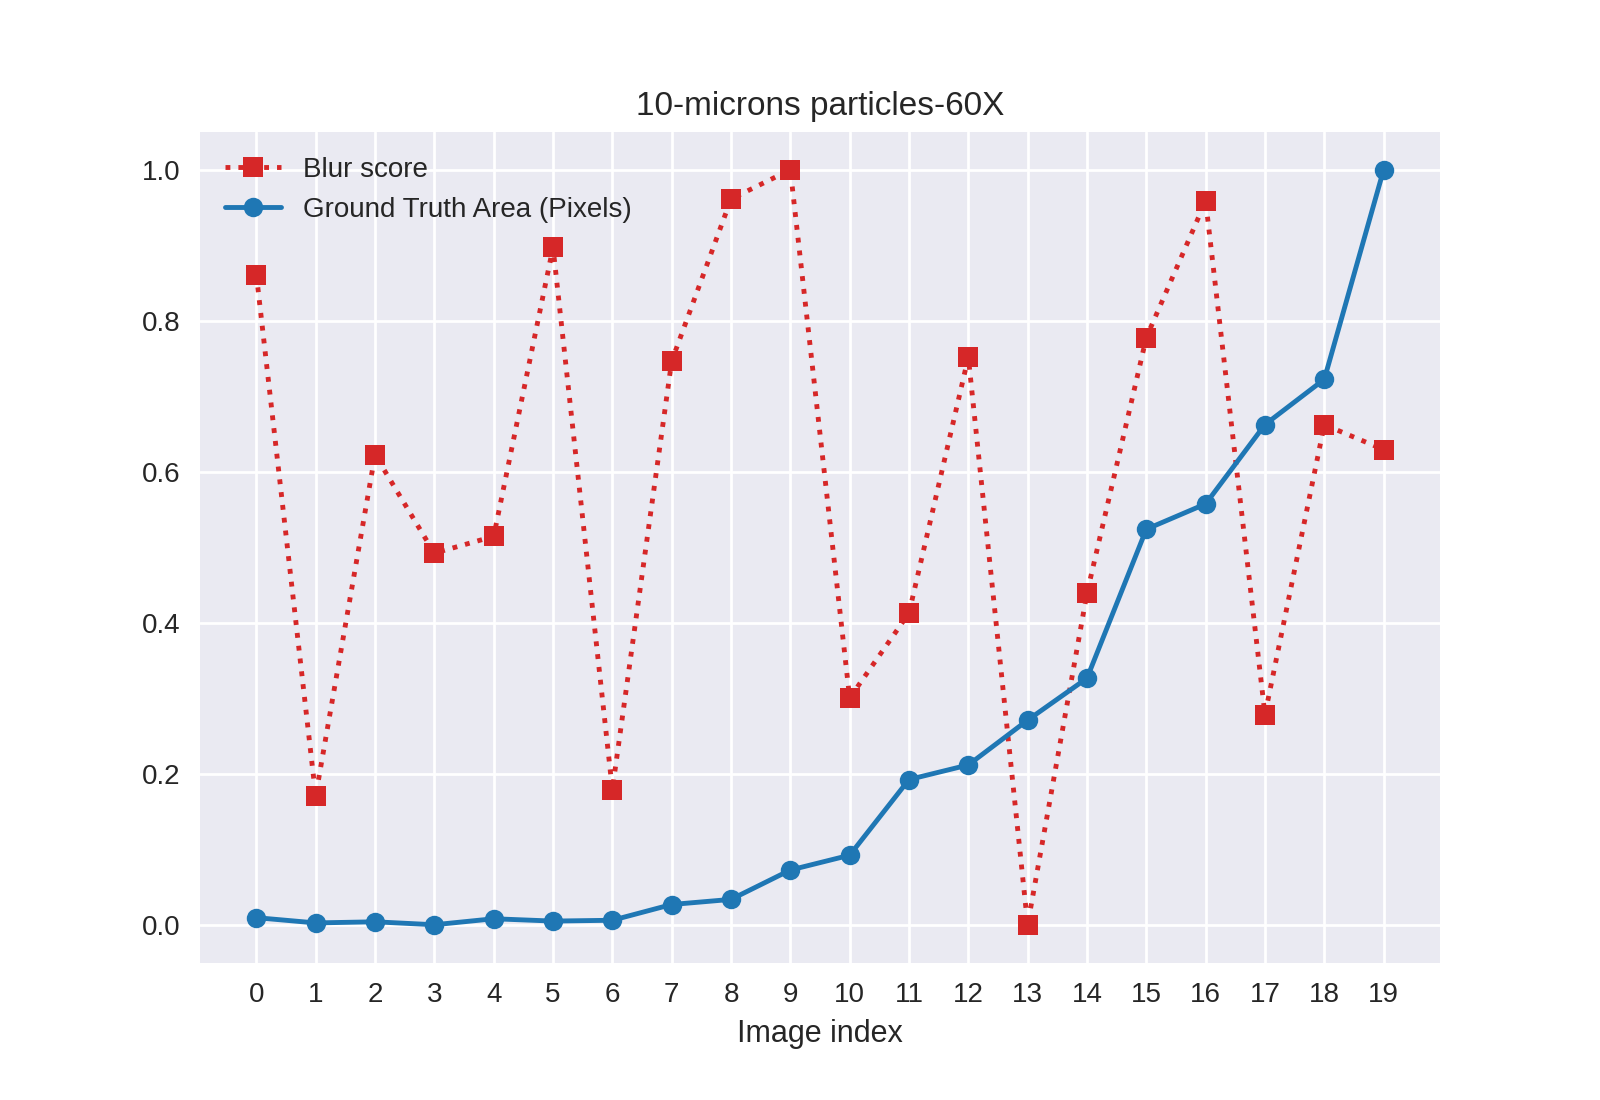 10-microns particles-60X
Blur score
Ground Truth Area (Pixels)
1.0
0.8
0.6
0.4
0.2
0.0
0 1 2 3 4 5 6 7 8 9 10 11 12 13 14 15 16 17 18 19
Image index